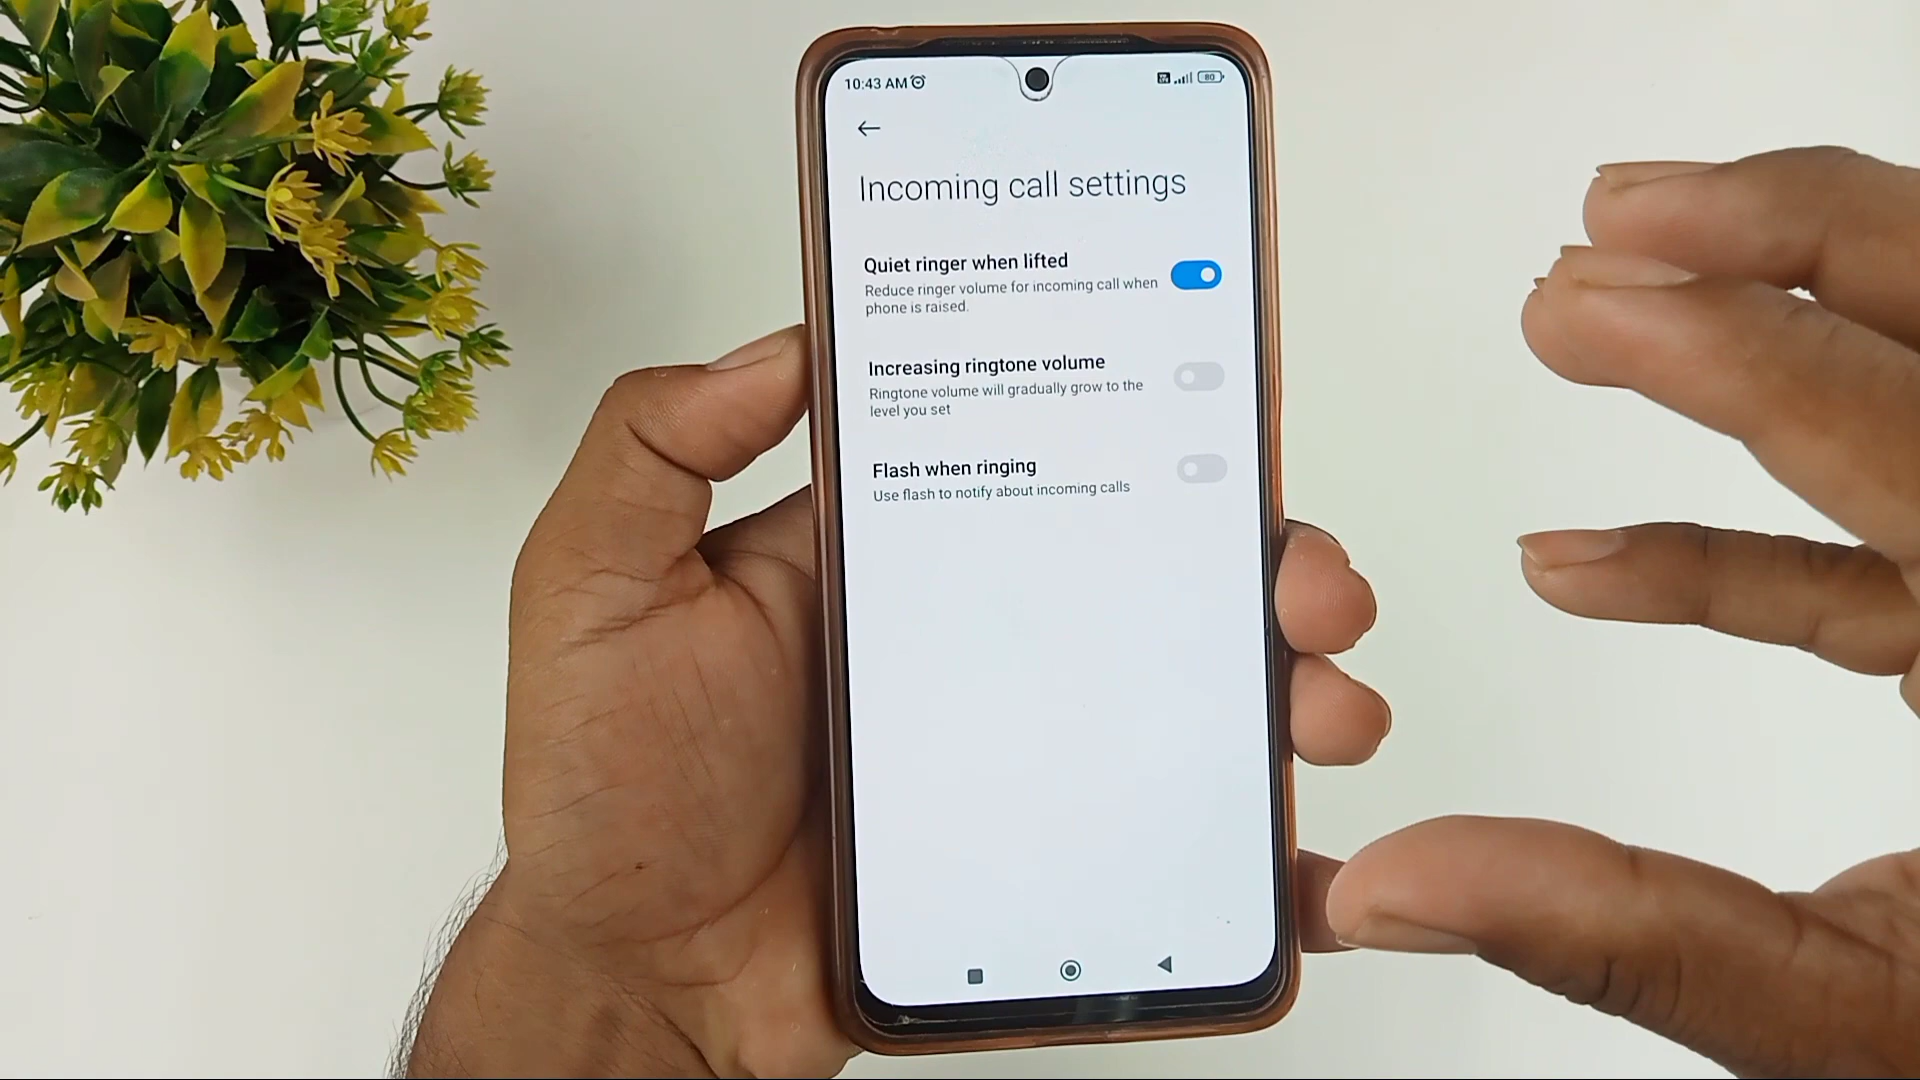 10:43 AM
80
Incoming call settings
Quiet ringer when lifted
Reduce ringer volume for incoming call when
phone is raised.
Increasing ringtone volume
Ringtone volume will gradually grow to the
level you set
Flash when ringing
Use flash to notify about incoming calls